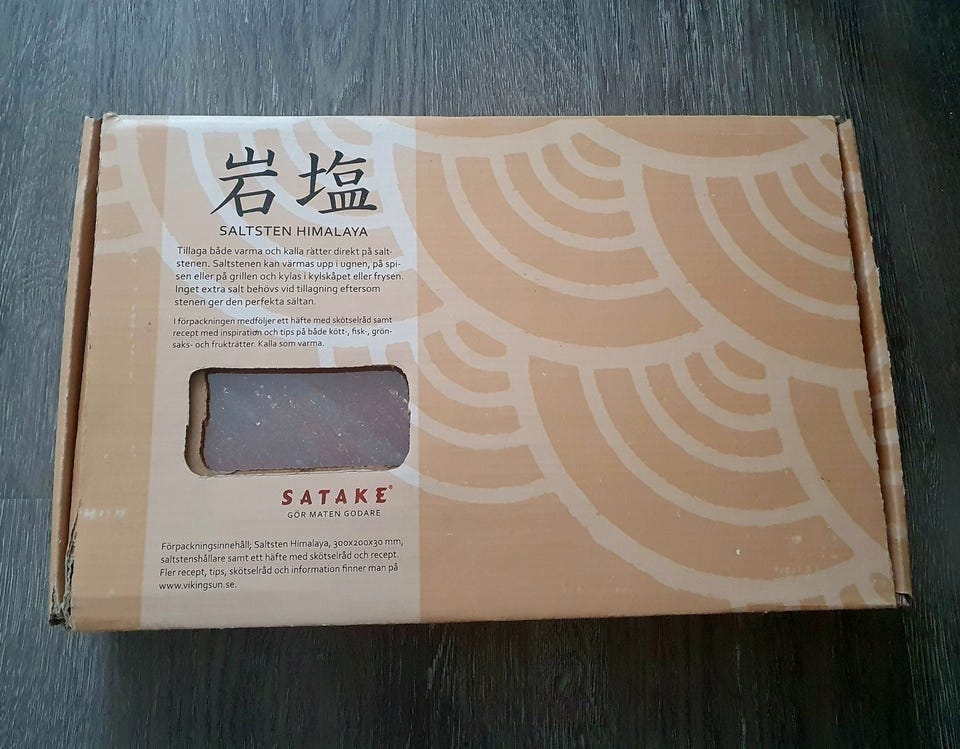 岩塩
SALTSTEN HIMALAYA
Tillaga både varma och kalla rätter direkt på salt-
stenen. Saltstenen kan värmas upp i ugnen, på spi-
sen eller på grillen och kylas i kylskåpet eller frysen.
Inget extra salt behövs vid tillagning eftersom
stenen ger den perfekta sältan.
I förpackningen medföljer ett häfte med skötselråd samt
recept med inspiration och tips på både kött-, fisk-, grön-
saks- och frukträtter. Kalla som varma.
SATAKE®
GÖR MATEN GODARE
Förpackningsinnehåll; Saltsten Himalaya, 300x200x30 mm,
saltstenshållare samt ett häfte med skötselråd och recept.
Fler recept, tips, skötselråd och information finner man på
www.vikingsun.se.